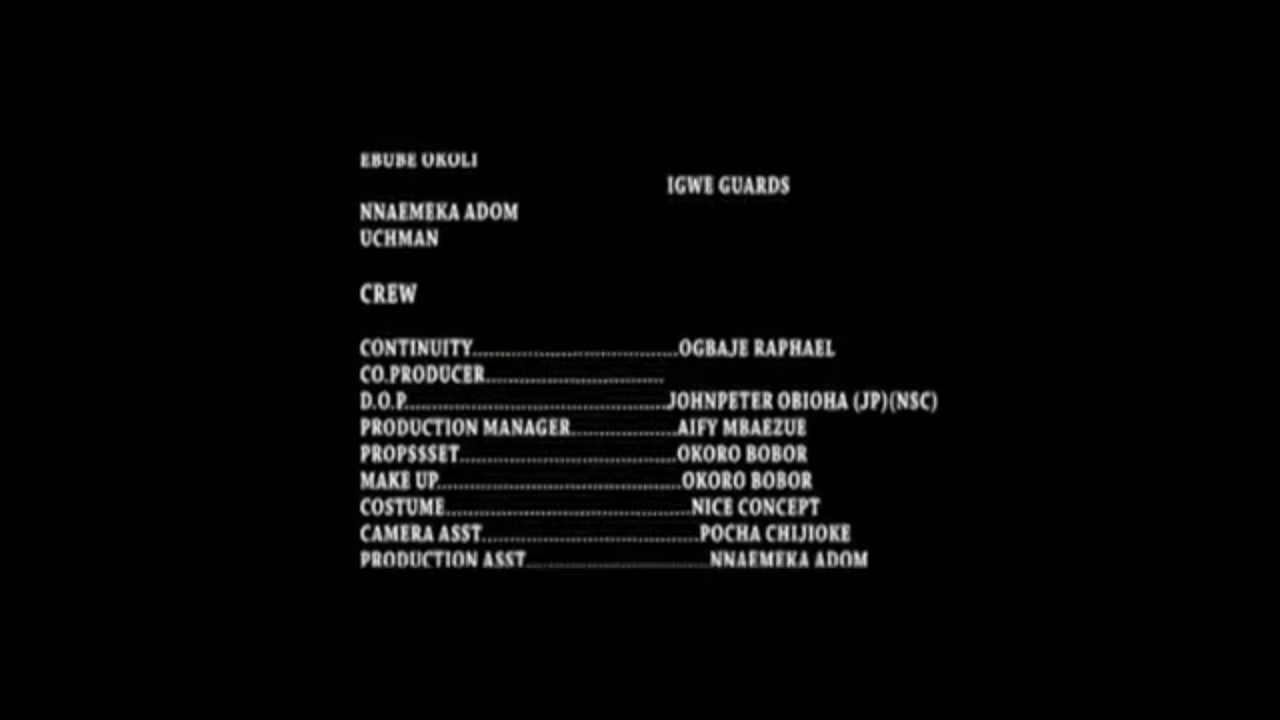 EBUBE OKOLI
IGWE GUARDS
NNAEMEKA ADOM
UCHMAN
CREW
CONTINUITY..........................................OGBAJE RAPHAEL
CO.PRODUCER....................................
D.O.P.....................................................JOHNPETER OBIOHA (JP)(NSC)
PRODUCTION MANAGER......................AIFY MBAEZUE
PROPSSSET............................................OKORO BOBOR
MAKE UP.................................................OKORO BOBOR
COSTUME.................................................NICE CONCEPT
CAMERA ASST............................................POCHA CHIJIOKE
PRODUCTION ASST.....................................NNAEMEKA ADOM